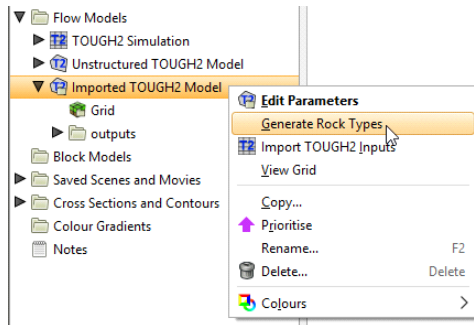 Flow Models
TOUGH2 Simulation
Unstructured TOUGH2 Model
Imported TOUGH2 Model
Grid
outputs
Block Models
Saved Scenes and Movies
Cross Sections and Contours
Colour Gradients
Notes
Edit Parameters
Generate Rock Types
Import TOUGH2 Inputs
View Grid
Copy...
Prioritise
Rename... F2
Delete... Delete
Colours